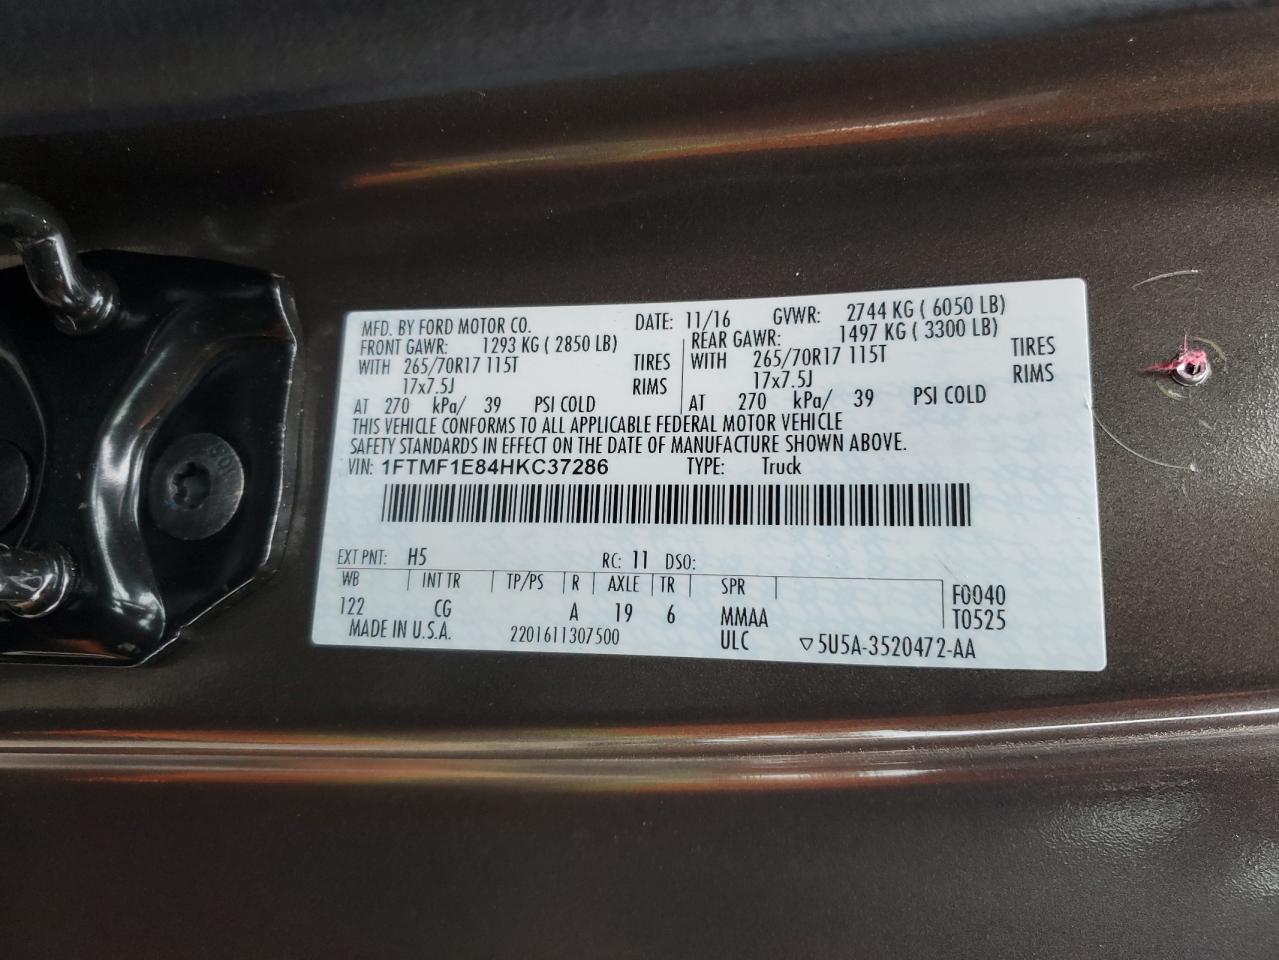 MFD. BY FORD MOTOR CO. DATE: 11/16 GVWR: 2744 KG ( 6050 LB)
FRONT GAWR: 1293 KG ( 2850 LB) REAR GAWR: 1497 KG ( 3300 LB)
WITH 265/70R17 115T TIRES WITH 265/70R17 115T TIRES
17x7.5J RIMS 17x7.5J RIMS
AT 270 kPa/ 39 PSI COLD AT 270 kPa/ 39 PSI COLD
THIS VEHICLE CONFORMS TO ALL APPLICABLE FEDERAL MOTOR VEHICLE
SAFETY STANDARDS IN EFFECT ON THE DATE OF MANUFACTURE SHOWN ABOVE.
VIN: 1FTMF1E84HKC37286 TYPE: Truck
EXT PNT: H5 RC: 11 DSO:
WB INT TR TP/PS R AXLE TR SPR F0040
122 CG A 19 6 MMAA T0525
MADE IN U.S.A. 2201611307500 ULC ▽5U5A-3520472-AA